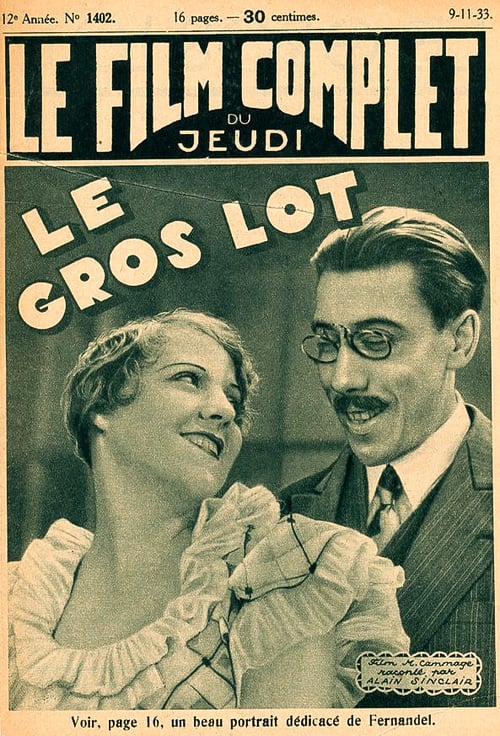 12e Année. No 1402.
16 pages. — 30 centimes.
9-11-33.
LE FILM COMPLET
DU
JEUDI
LE
GROS LOT
Film M. Cammage
raconté par
ALAIN SINCLAIR
Voir, page 16, un beau portrait dédicacé de Fernandel.